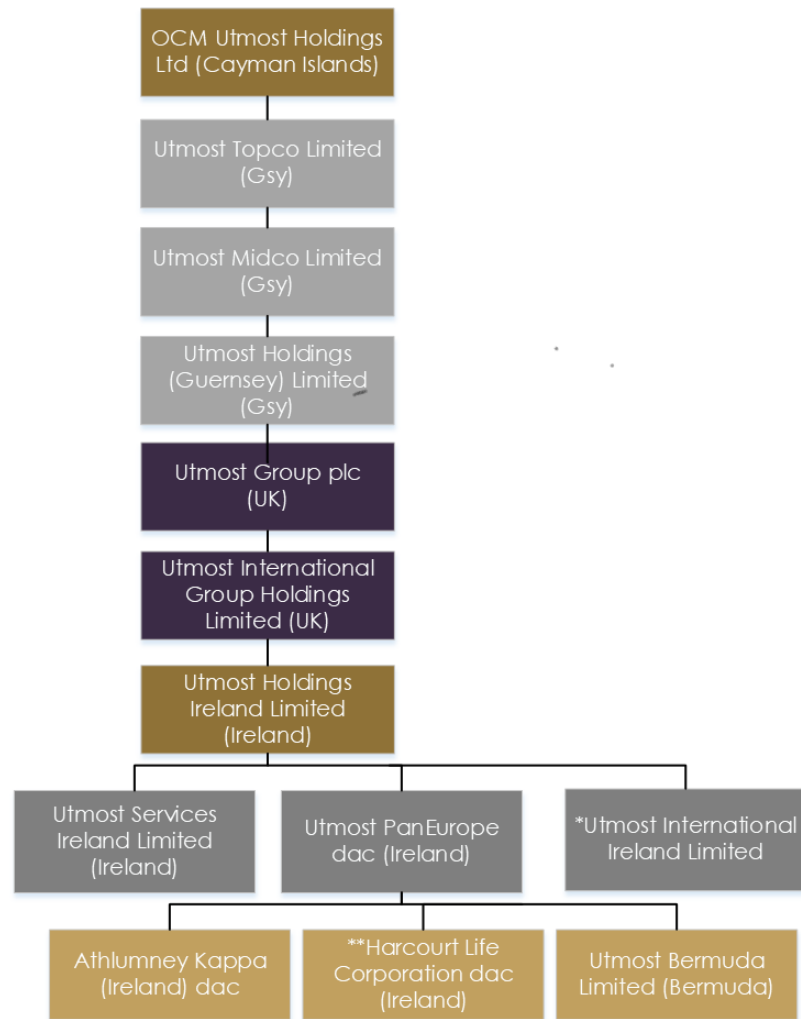 OCM Utmost Holdings
Ltd (Cayman Islands)
Utmost Topco Limited
(Gsy)
Utmost Midco Limited
(Gsy)
Utmost Holdings
(Guernsey) Limited
(Gsy)
Utmost Group plc
(UK)
Utmost International
Group Holdings
Limited (UK)
Utmost Holdings
Ireland Limited
(Ireland)
Utmost Services
Ireland Limited
(Ireland)
Utmost PanEurope
dac (Ireland)
*Utmost International
Ireland Limited
Athlumney Kappa
(Ireland) dac
**Harcourt Life
Corporation dac
(Ireland)
Utmost Bermuda
Limited (Bermuda)